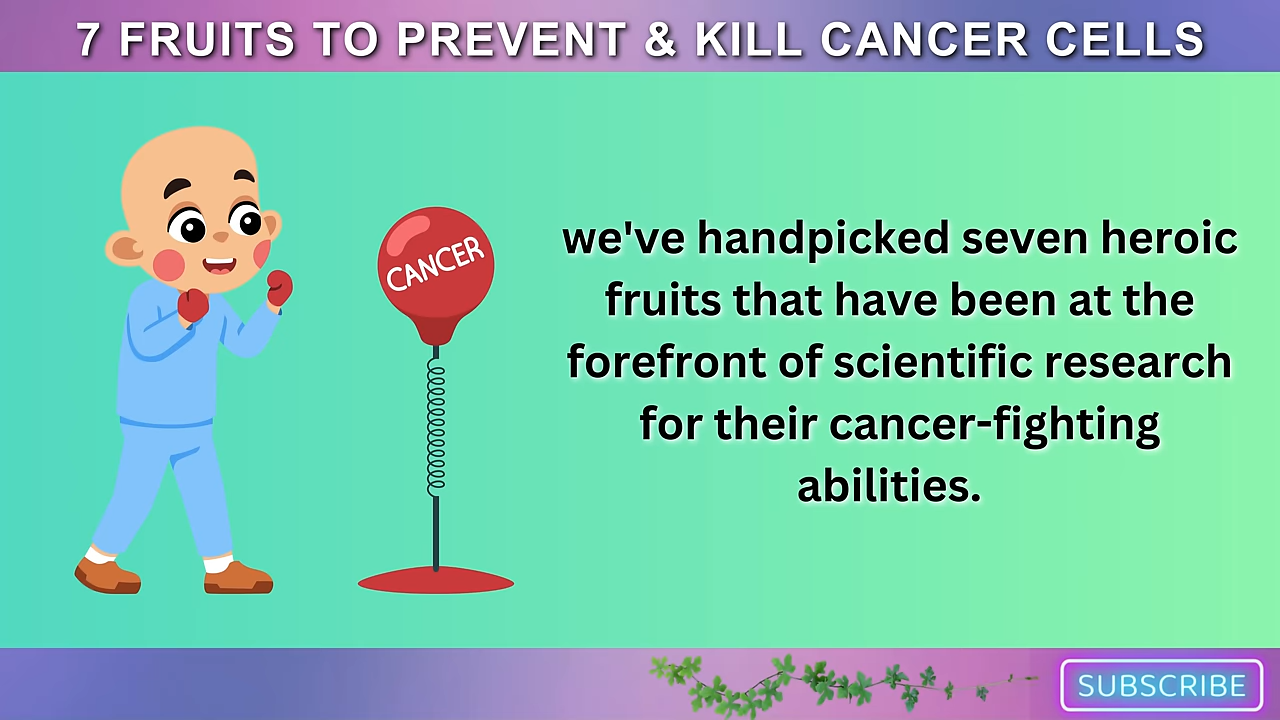 7 FRUITS TO PREVENT & KILL CANCER CELLS
CANCER
we've handpicked seven heroic
fruits that have been at the
forefront of scientific research
for their cancer-fighting
abilities.
SUBSCRIBE